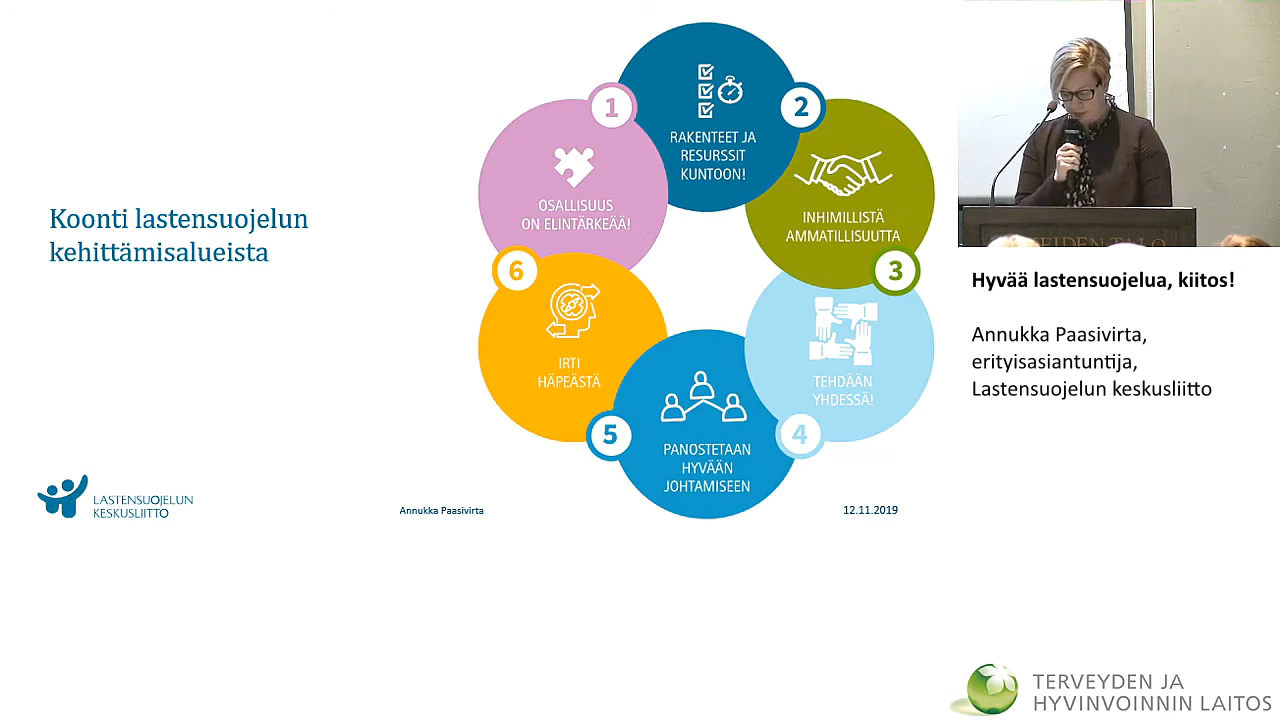 Koonti lastensuojelun
kehittämisalueista
1
OSALLISUUS
ON ELINTÄRKEÄÄ!
2
RAKENTEET JA
RESURSSIT
KUNTOON!
3
INHIMILLISTÄ
AMMATILLISUUTTA
4
TEHDÄÄN
YHDESSÄ!
5
PANOSTETAAN
HYVÄÄN
JOHTAMISEEN
6
IRTI
HÄPEÄSTÄ
LASTENSUOJELUN
KESKUSLIITTO
Annukka Paasivirta
12.11.2019
Hyvää lastensuojelua, kiitos!
Annukka Paasivirta,
erityisasiantuntija,
Lastensuojelun keskusliitto
TERVEYDEN JA
HYVINVOINNIN LAITOS